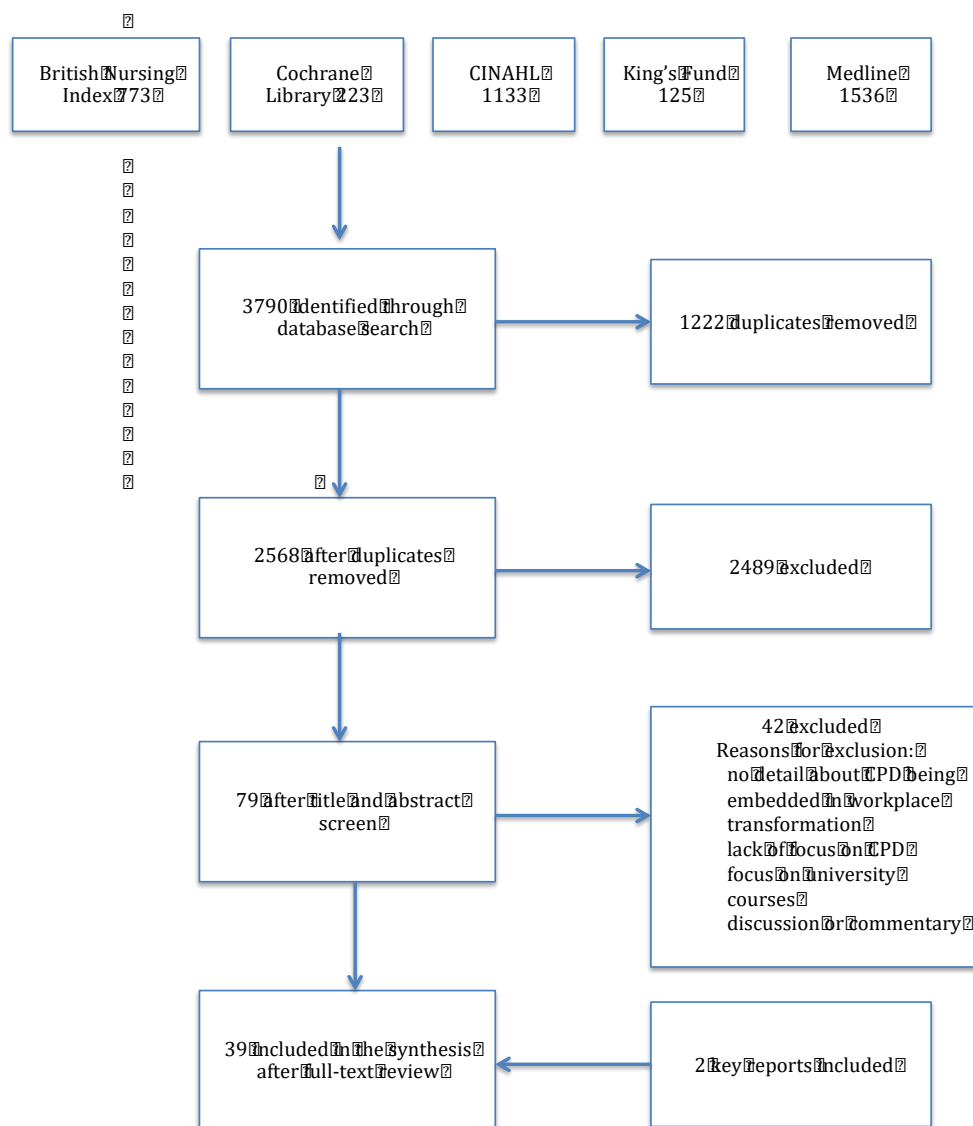 British Nursing
Index 773
Cochrane
Library 223
CINAHL
1133
King's Fund
125
Medline
1536
3790 identified through
database search
1222 duplicates removed
2568 after duplicates
removed
2489 excluded
79 after title and abstract
screen
42 excluded
Reasons for exclusion:
no detail about CPD being
embedded in workplace
transformation
lack of focus on CPD
focus on university
courses
discussion or commentary
39 included in the synthesis
after full-text review
2 key reports included